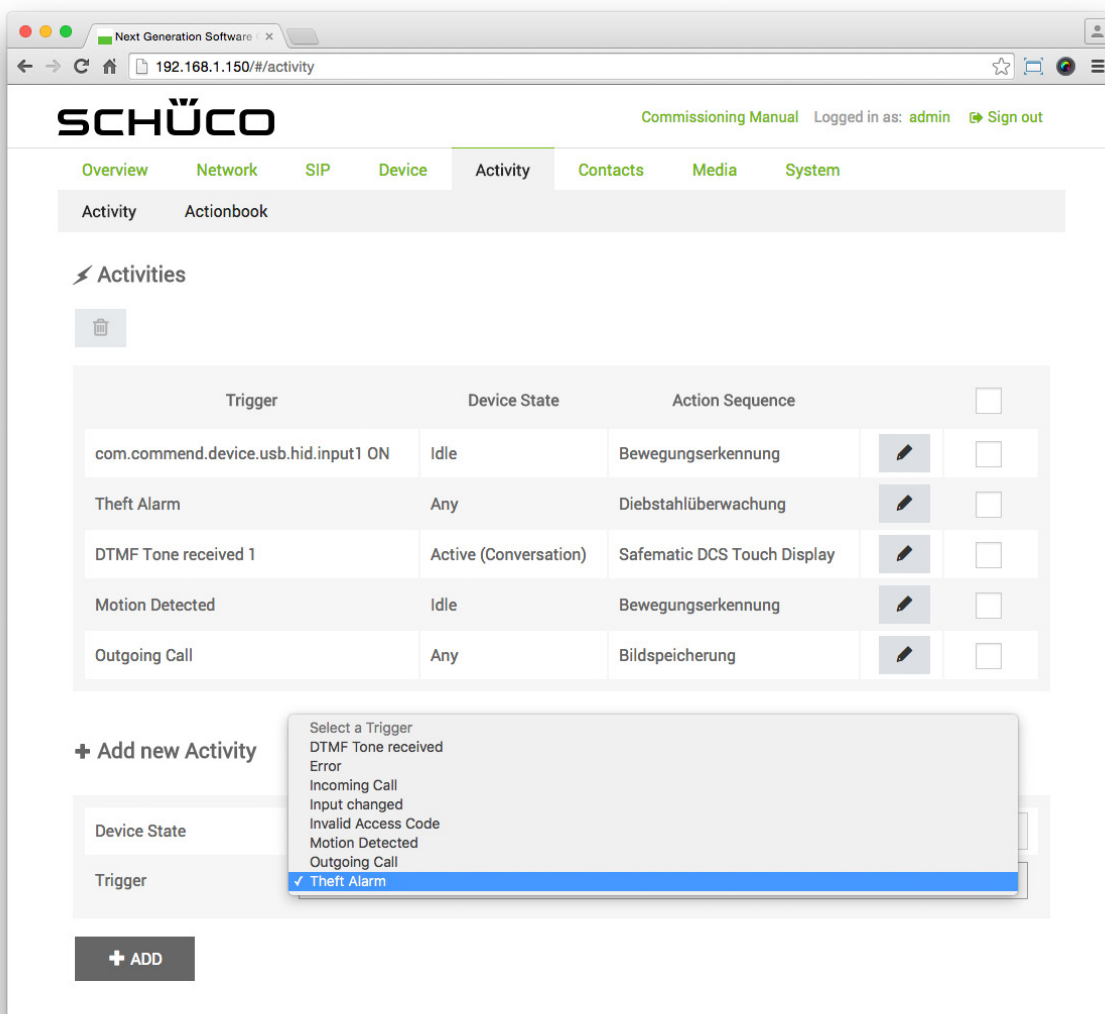 Next Generation Software
192.168.1.150/#/activity
SCHÜCO
Commissioning Manual Logged in as: admin Sign out
Overview Network SIP Device Activity Contacts Media System
Activity Actionbook
Activities
Trigger Device State Action Sequence
com.commend.device.usb.hid.input1 ON Idle Bewegungserkennung
Theft Alarm Any Diebstahlüberwachung
DTMF Tone received 1 Active (Conversation) Safematic DCS Touch Display
Motion Detected Idle Bewegungserkennung
Outgoing Call Any Bildspeicherung
Add new Activity
Select a Trigger
DTMF Tone received
Error
Incoming Call
Input changed
Invalid Access Code
Motion Detected
Outgoing Call
✓ Theft Alarm
Device State
Trigger
+ ADD